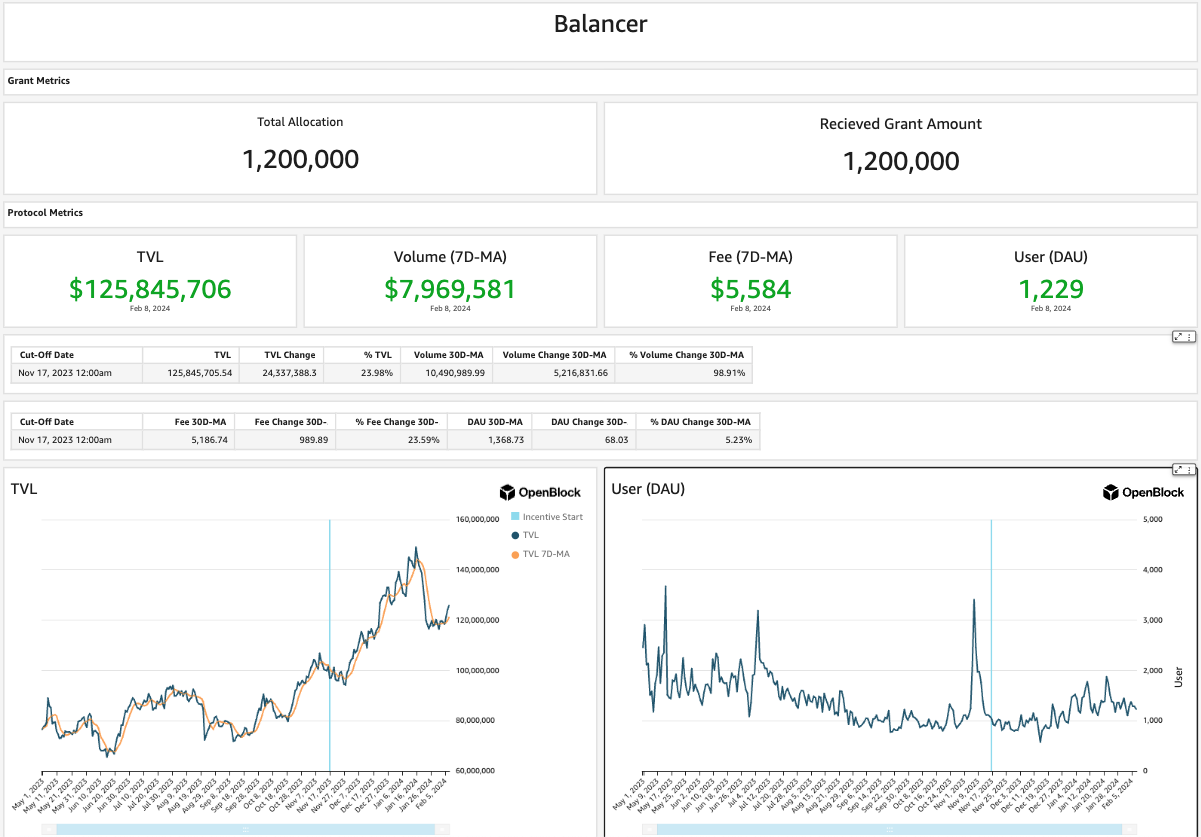 Balancer
Grant Metrics
Total Allocation
1,200,000
Recieved Grant Amount
1,200,000
Protocol Metrics
TVL
$125,845,706
Feb 8, 2024
Volume (7D-MA)
$7,969,581
Feb 8, 2024
Fee (7D-MA)
$5,584
Feb 8, 2024
User (DAU)
1,229
Feb 8, 2024
Cut-Off Date TVL TVL Change % TVL Volume 30D-MA Volume Change 30D-MA % Volume Change 30D-MA
Nov 17, 2023 12:00am 125,845,705.54 24,337,388.3 23.98% 10,490,989.99 5,216,831.66 98.91%
Cut-Off Date Fee 30D-MA Fee Change 30D- % Fee Change 30D- DAU 30D-MA DAU Change 30D- % DAU Change 30D-MA
Nov 17, 2023 12:00am 5,186.74 989.89 23.59% 1,368.73 68.03 5.23%
TVL
OpenBlock
Incentive Start
TVL
TVL 7D-MA
160,000,000
140,000,000
120,000,000
100,000,000
80,000,000
60,000,000
May 1, 2023 May 11, 2023 May 21, 2023 May 31, 2023 Jun 10, 2023 Jun 20, 2023 Jun 30, 2023 Jul 10, 2023 Jul 20, 2023 Jul 30, 2023 Aug 9, 2023 Aug 19, 2023 Aug 29, 2023 Sep 8, 2023 Sep 18, 2023 Sep 28, 2023 Oct 8, 2023 Oct 18, 2023 Oct 28, 2023 Nov 7, 2023 Nov 17, 2023 Nov 27, 2023 Dec 7, 2023 Dec 17, 2023 Dec 27, 2023 Jan 6, 2024 Jan 16, 2024 Jan 26, 2024 Feb 5, 2024
User (DAU)
OpenBlock
5,000
4,000
3,000
2,000
1,000
0
User
May 1, 2023 May 9, 2023 May 17, 2023 May 25, 2023 Jun 2, 2023 Jun 10, 2023 Jun 18, 2023 Jun 26, 2023 Jul 4, 2023 Jul 12, 2023 Jul 20, 2023 Jul 28, 2023 Aug 5, 2023 Aug 13, 2023 Aug 21, 2023 Aug 29, 2023 Sep 6, 2023 Sep 14, 2023 Sep 22, 2023 Sep 30, 2023 Oct 8, 2023 Oct 16, 2023 Oct 24, 2023 Nov 1, 2023 Nov 9, 2023 Nov 17, 2023 Nov 25, 2023 Dec 3, 2023 Dec 11, 2023 Dec 19, 2023 Dec 27, 2023 Jan 4, 2024 Jan 12, 2024 Jan 20, 2024 Jan 28, 2024 Feb 5, 2024